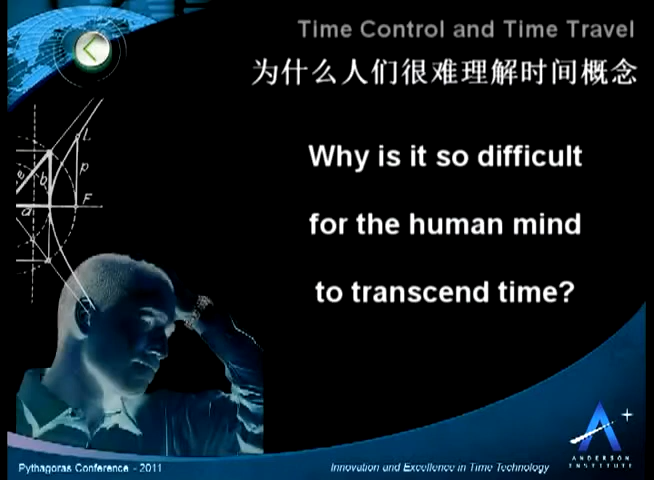 Time Control and Time Travel
为什么人们很难理解时间概念
Why is it so difficult
for the human mind
to transcend time?
l
p
e
b
F
a
ANDERSON
INSTITUTE
Pythagoras Conference - 2011
Innovation and Excellence in Time Technology